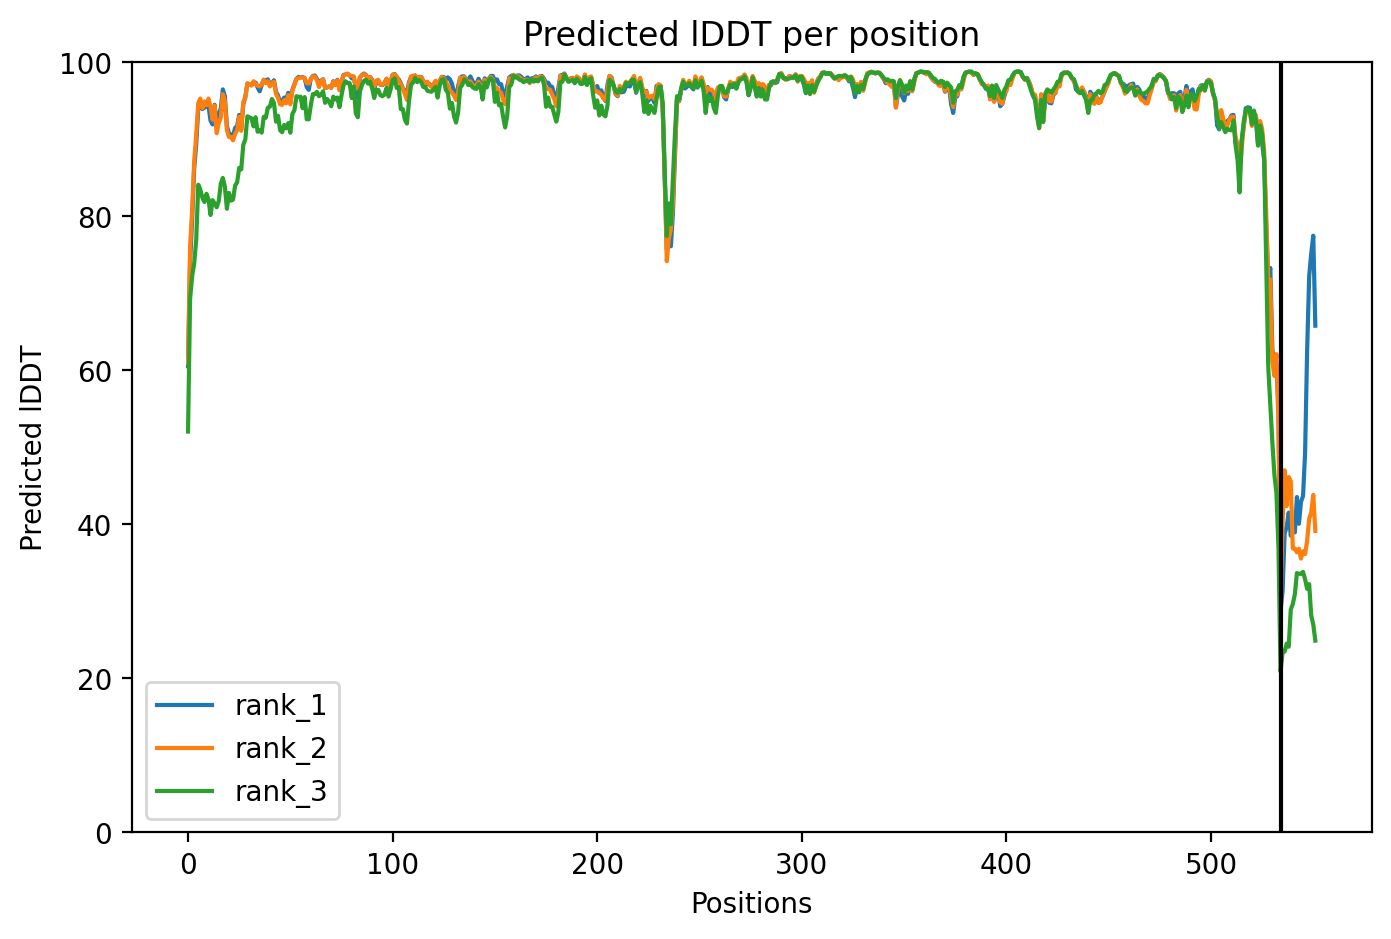 Predicted lDDT per position
100
80
60
40
20
0
Predicted lDDT
rank_1
rank_2
rank_3
0 100 200 300 400 500
Positions